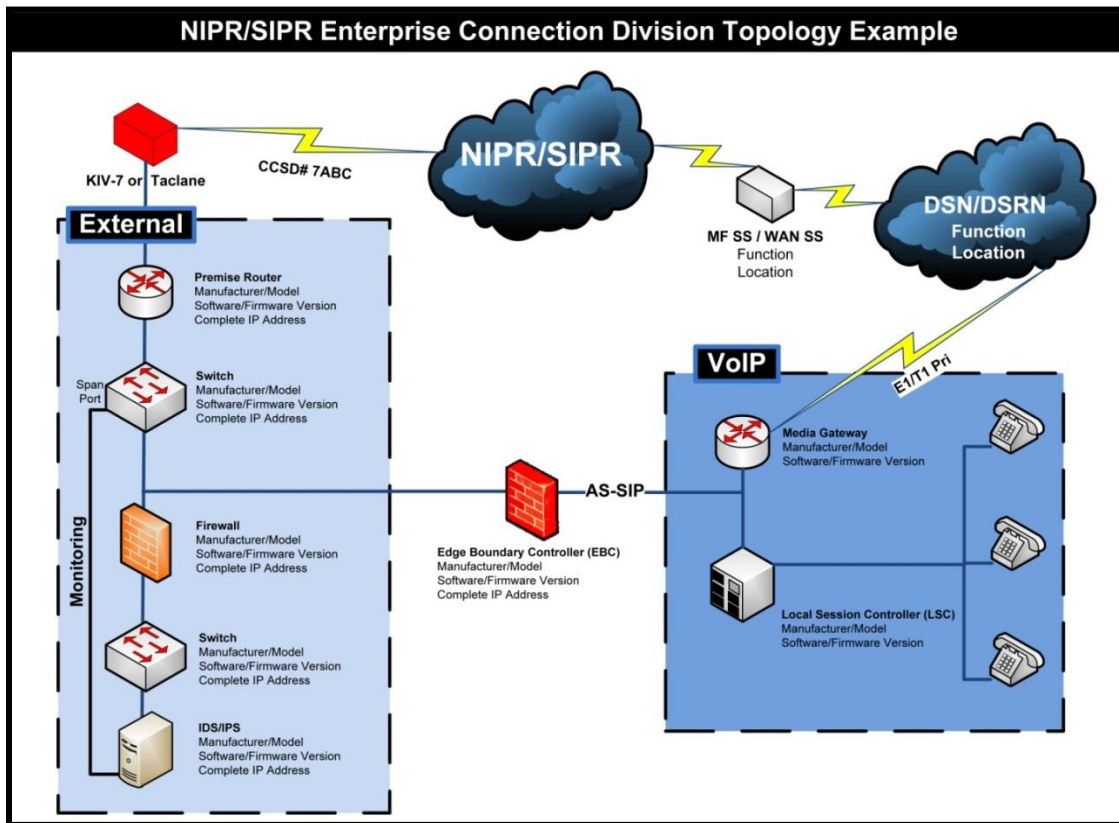 NIPR/SIPR Enterprise Connection Division Topology Example
KIV-7 or Taclane
CCSD# 7ABC
NIPR/SIPR
MF SS / WAN SS
Function
Location
DSN/DSRN
Function
Location
External
Premise Router
Manufacturer/Model
Software/Firmware Version
Complete IP Address
Span
Port
Switch
Manufacturer/Model
Software/Firmware Version
Complete IP Address
Monitoring
Firewall
Manufacturer/Model
Software/Firmware Version
Complete IP Address
Switch
Manufacturer/Model
Software/Firmware Version
Complete IP Address
IDS/IPS
Manufacturer/Model
Software/Firmware Version
Complete IP Address
Edge Boundary Controller (EBC)
Manufacturer/Model
Software/Firmware Version
Complete IP Address
AS-SIP
VoIP
E1/T1 Pri
Media Gateway
Manufacturer/Model
Software/Firmware Version
Local Session Controller (LSC)
Manufacturer/Model
Software/Firmware Version